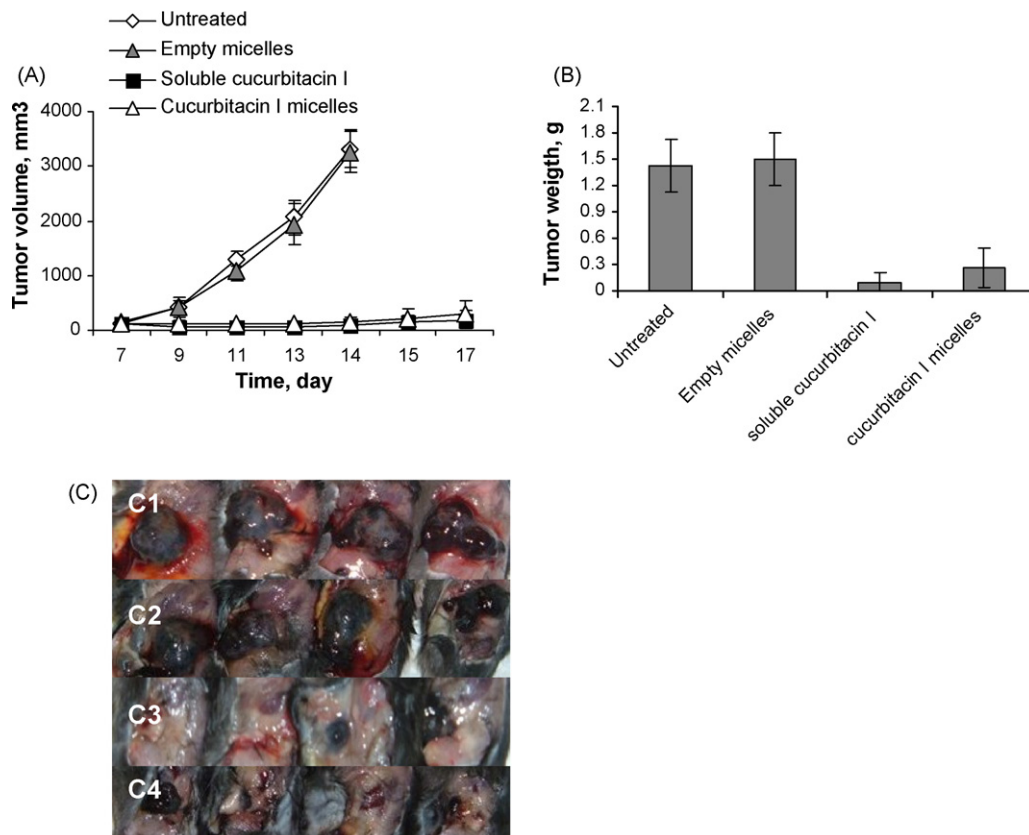 Untreated
Empty micelles
Soluble cucurbitacin I
Cucurbitacin I micelles
(A)
Tumor volume, mm3
4000
3000
2000
1000
0
7 9 11 13 14 15 17
Time, day
(B)
Tumor weigth, g
2.1
1.8
1.5
1.2
0.9
0.6
0.3
0
Untreated
Empty micelles
soluble cucurbitacin I
cucurbitacin I micelles
(C)
C1
C2
C3
C4